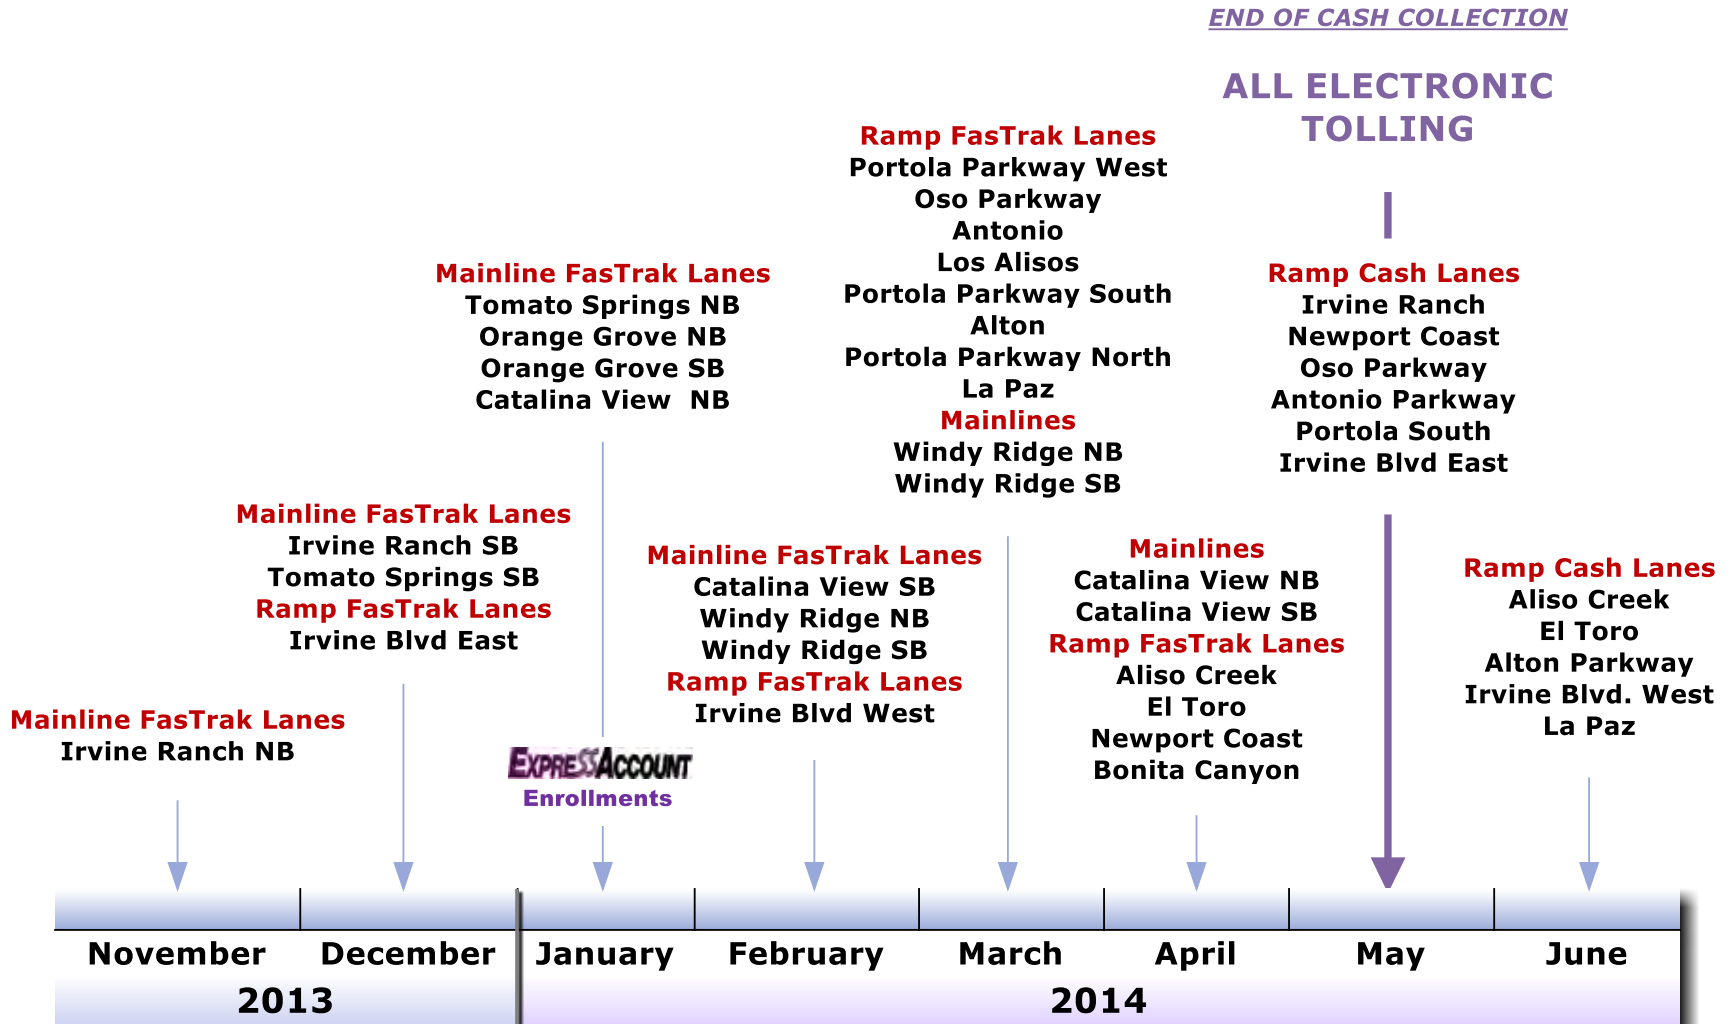 END OF CASH COLLECTION
ALL ELECTRONIC
TOLLING
Mainline FasTrak Lanes
Irvine Ranch NB
Mainline FasTrak Lanes
Irvine Ranch SB
Tomato Springs SB
Ramp FasTrak Lanes
Irvine Blvd East
Mainline FasTrak Lanes
Tomato Springs NB
Orange Grove NB
Orange Grove SB
Catalina View  NB
EXPRESSACCOUNT
Enrollments
Mainline FasTrak Lanes
Catalina View SB
Windy Ridge NB
Windy Ridge SB
Ramp FasTrak Lanes
Irvine Blvd West
Ramp FasTrak Lanes
Portola Parkway West
Oso Parkway
Antonio
Los Alisos
Portola Parkway South
Alton
Portola Parkway North
La Paz
Mainlines
Windy Ridge NB
Windy Ridge SB
Mainlines
Catalina View NB
Catalina View SB
Ramp FasTrak Lanes
Aliso Creek
El Toro
Newport Coast
Bonita Canyon
Ramp Cash Lanes
Irvine Ranch
Newport Coast
Oso Parkway
Antonio Parkway
Portola South
Irvine Blvd East
Ramp Cash Lanes
Aliso Creek
El Toro
Alton Parkway
Irvine Blvd. West
La Paz
November December January February March April May June
2013 2014